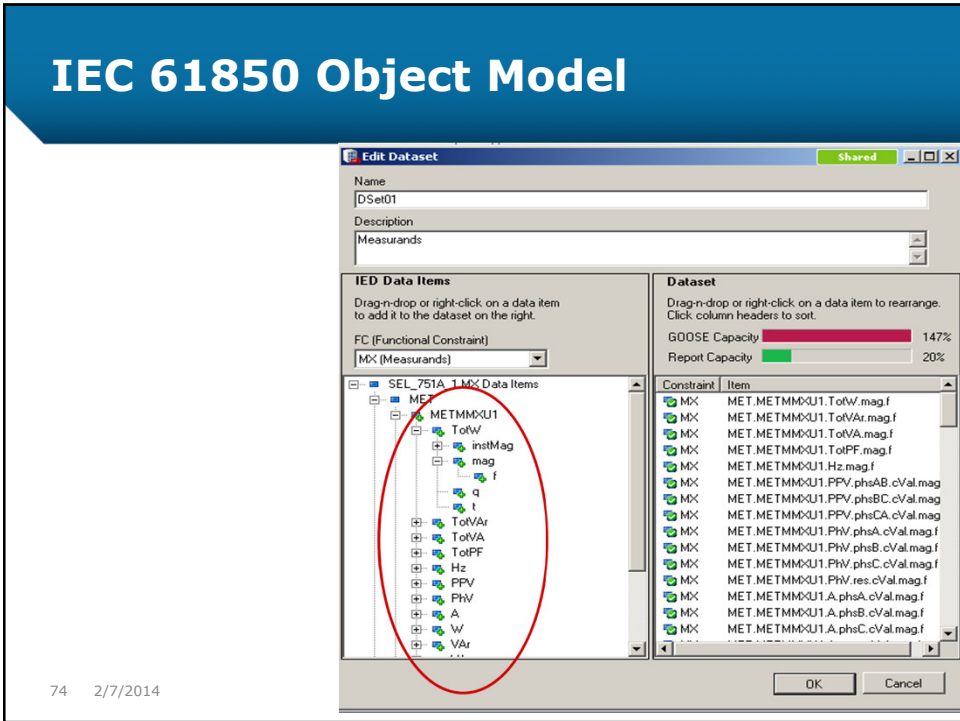 IEC 61850 Object Model
Edit Dataset
Shared
Name
DSet01
Description
Measurands
IED Data Items
Drag-n-drop or right-click on a data item
to add it to the dataset on the right.
FC (Functional Constraint)
MX (Measurands)
SEL_751A_1.MX Data Items
MET
METMMXU1
TotW
instMag
mag
f
q
t
TotVAr
TotVA
TotPF
Hz
PPV
PhV
A
W
VAr
Dataset
Drag-n-drop or right-click on a data item to rearrange.
Click column headers to sort.
GOOSE Capacity 147%
Report Capacity 20%
Constraint Item
MX MET.METMMXU1.TotW.mag.f
MX MET.METMMXU1.TotVAr.mag.f
MX MET.METMMXU1.TotVA.mag.f
MX MET.METMMXU1.TotPF.mag.f
MX MET.METMMXU1.Hz.mag.f
MX MET.METMMXU1.PPV.phsAB.cVal.mag
MX MET.METMMXU1.PPV.phsBC.cVal.mag
MX MET.METMMXU1.PPV.phsCA.cVal.mag
MX MET.METMMXU1.PhV.phsA.cVal.mag.f
MX MET.METMMXU1.PhV.phsB.cVal.mag.f
MX MET.METMMXU1.PhV.phsC.cVal.mag.f
MX MET.METMMXU1.PhV.res.cVal.mag.f
MX MET.METMMXU1.A.phsA.cVal.mag.f
MX MET.METMMXU1.A.phsB.cVal.mag.f
MX MET.METMMXU1.A.phsC.cVal.mag.f
OK Cancel
74 2/7/2014